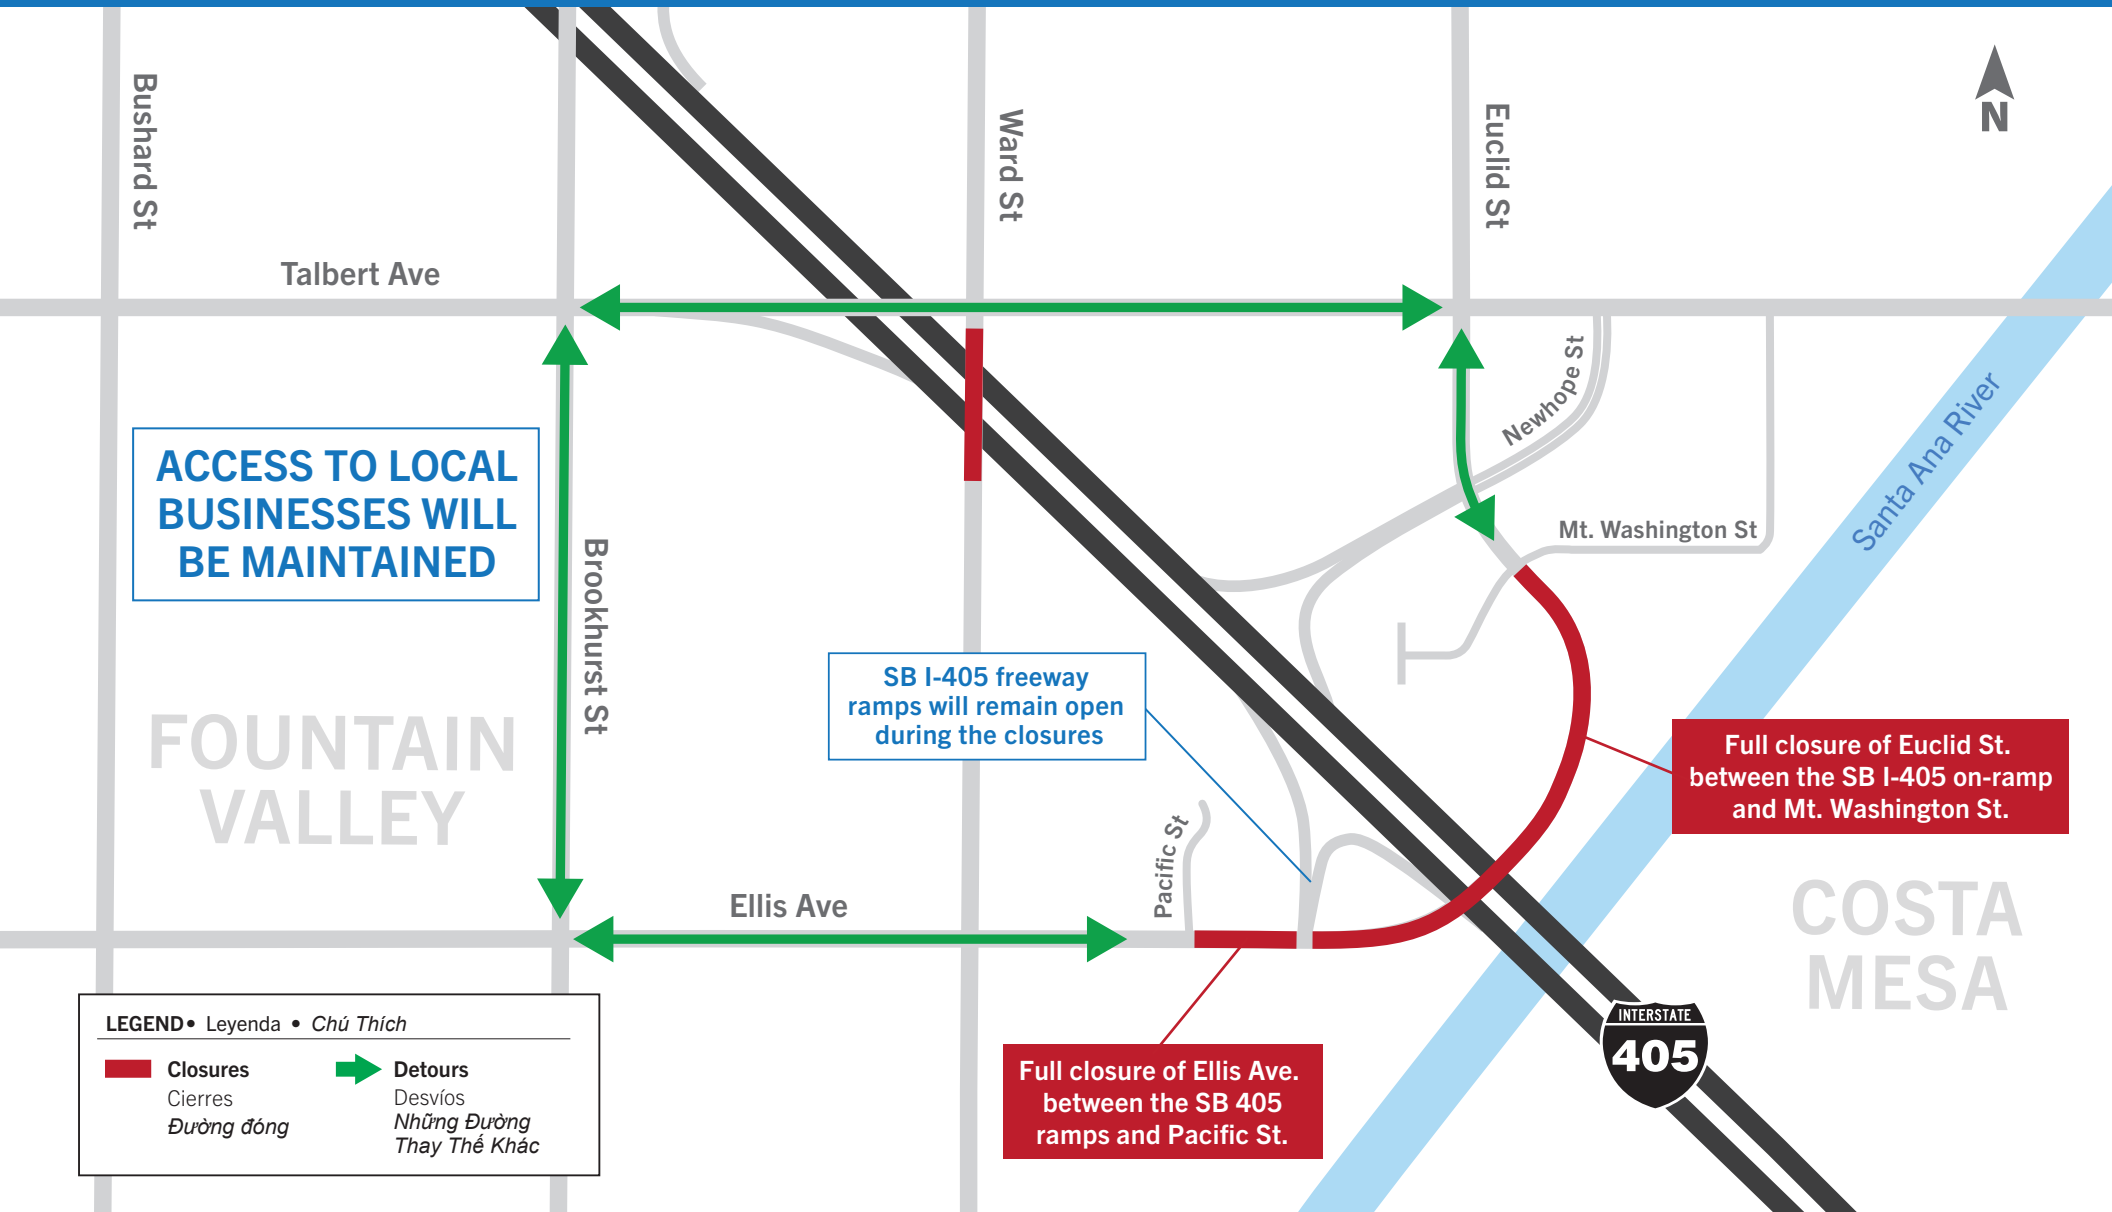 Bushard St
Ward St
Euclid St
N
Talbert Ave
Newhope St
Santa Ana River
ACCESS TO LOCAL
BUSINESSES WILL
BE MAINTAINED
Mt. Washington St
Brookhurst St
SB I-405 freeway
ramps will remain open
during the closures
FOUNTAIN
VALLEY
Full closure of Euclid St.
between the SB I-405 on-ramp
and Mt. Washington St.
Pacific St
Ellis Ave
COSTA
MESA
INTERSTATE
405
LEGEND • Leyenda • Chú Thích
Closures
Cierres
Đường đóng
Detours
Desvíos
Những Đường
Thay Thế Khác
Full closure of Ellis Ave.
between the SB 405
ramps and Pacific St.